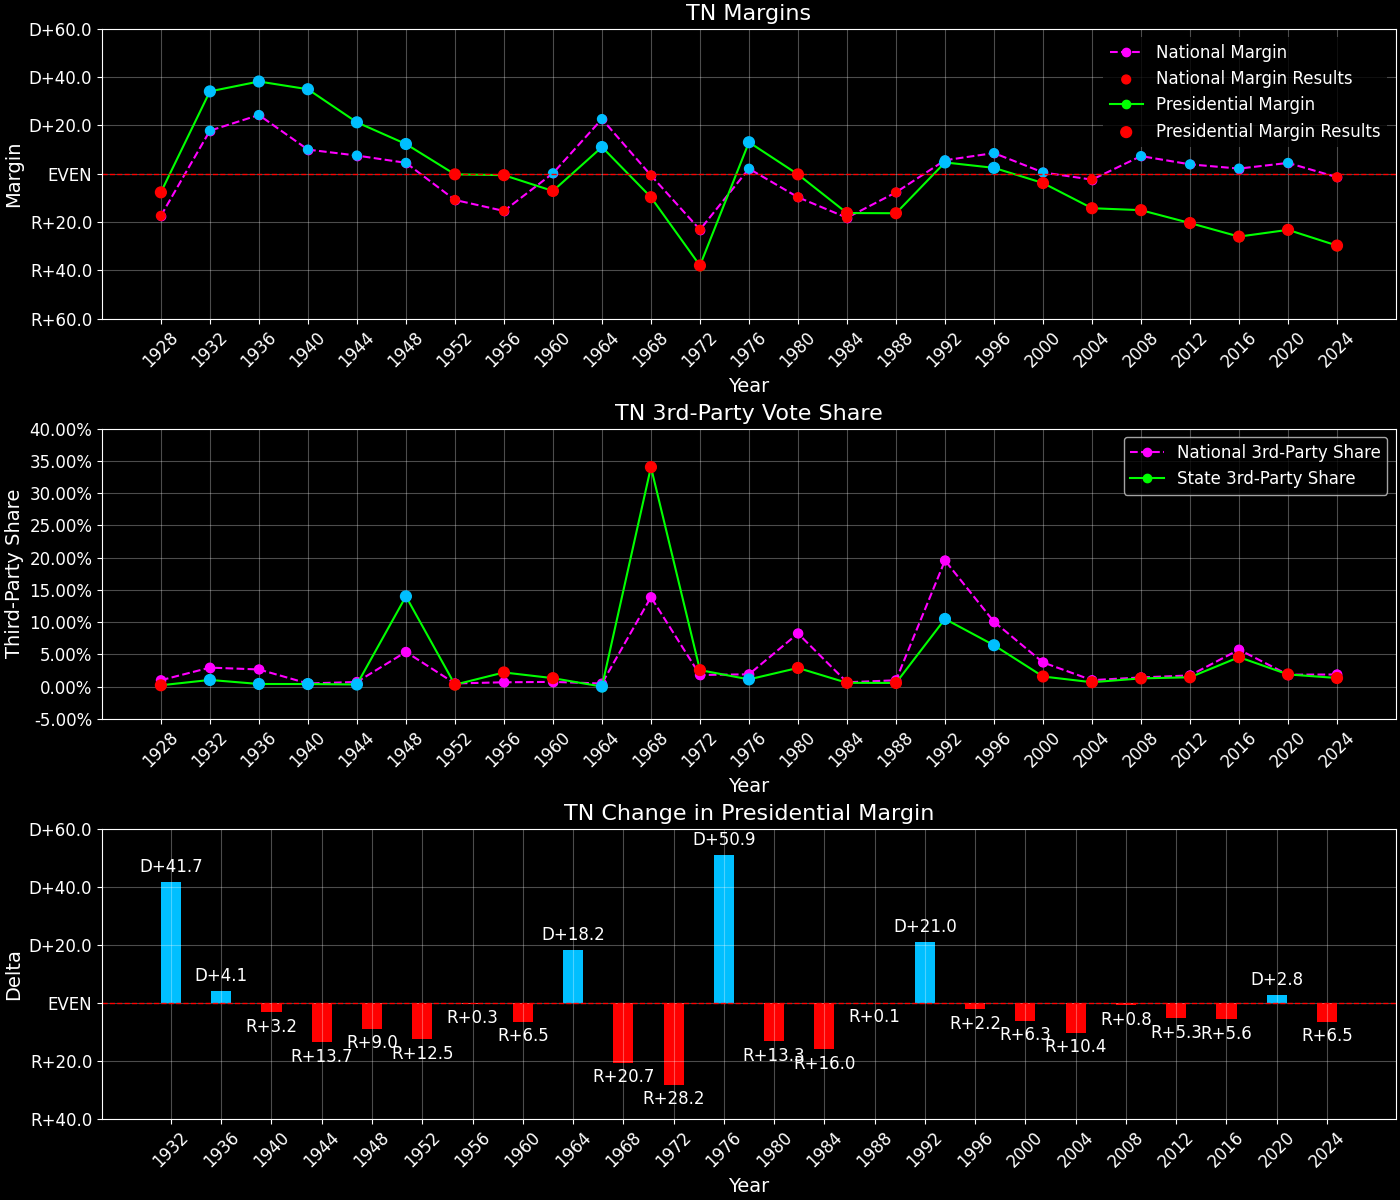 TN Margins
D+60.0
D+40.0
D+20.0
EVEN
R+20.0
R+40.0
R+60.0
Margin
National Margin
National Margin Results
Presidential Margin
Presidential Margin Results
1928 1932 1936 1940 1944 1948 1952 1956 1960 1964 1968 1972 1976 1980 1984 1988 1992 1996 2000 2004 2008 2012 2016 2020 2024
Year
TN 3rd-Party Vote Share
40.00%
35.00%
30.00%
25.00%
20.00%
15.00%
10.00%
5.00%
0.00%
-5.00%
Third-Party Share
National 3rd-Party Share
State 3rd-Party Share
1928 1932 1936 1940 1944 1948 1952 1956 1960 1964 1968 1972 1976 1980 1984 1988 1992 1996 2000 2004 2008 2012 2016 2020 2024
Year
TN Change in Presidential Margin
D+60.0
D+40.0
D+20.0
EVEN
R+20.0
R+40.0
Delta
D+41.7
D+4.1
R+3.2
R+13.7
R+9.0
R+12.5
R+0.3
R+6.5
D+18.2
R+20.7
R+28.2
D+50.9
R+13.3
R+16.0
R+0.1
D+21.0
R+2.2
R+6.3
R+10.4
R+0.8
R+5.3
R+5.6
D+2.8
R+6.5
1932 1936 1940 1944 1948 1952 1956 1960 1964 1968 1972 1976 1980 1984 1988 1992 1996 2000 2004 2008 2012 2016 2020 2024
Year